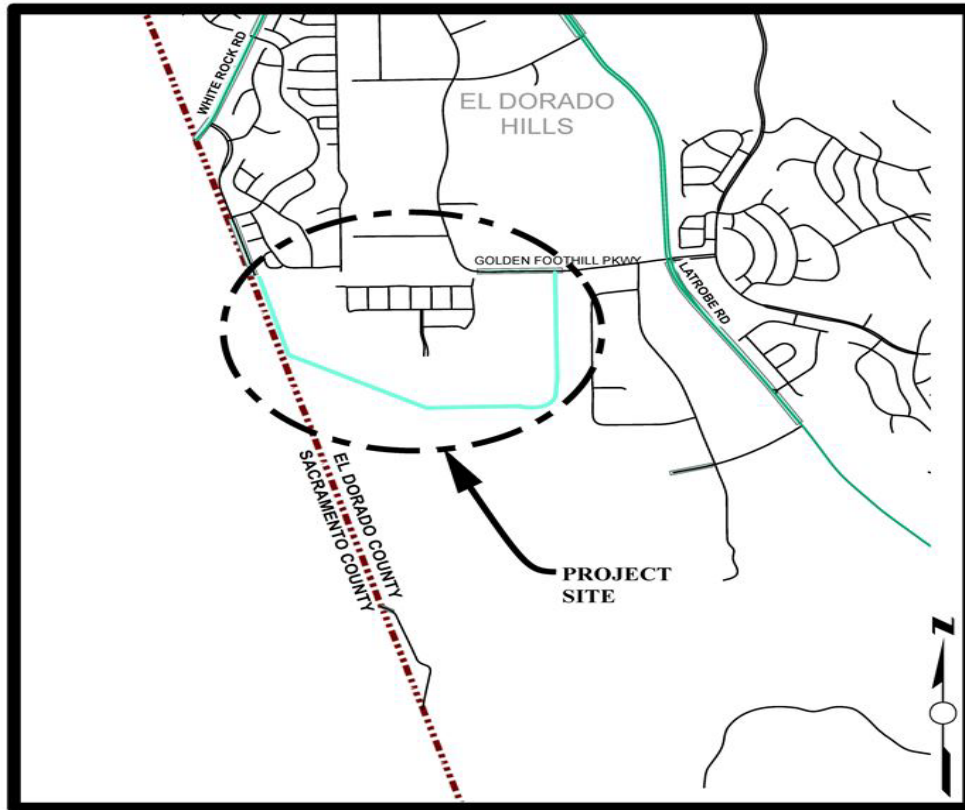 WHITE ROCK RD
EL DORADO
HILLS
GOLDEN FOOTHILL PKWY
LATROBE RD
EL DORADO COUNTY
SACRAMENTO COUNTY
PROJECT
SITE
N